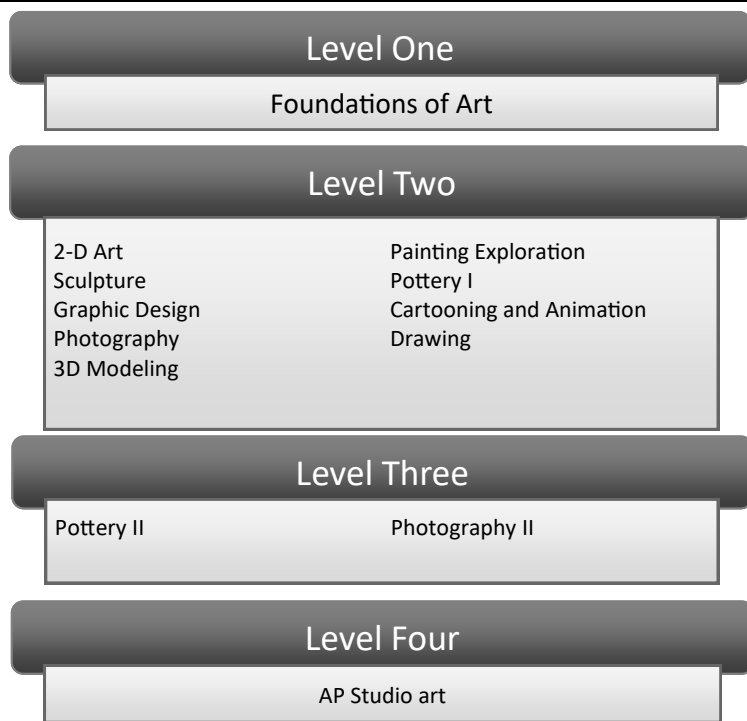 Level One
Foundations of Art
Level Two
2-D Art
Sculpture
Graphic Design
Photography
3D Modeling
Painting Exploration
Pottery I
Cartooning and Animation
Drawing
Level Three
Pottery II
Photography II
Level Four
AP Studio art